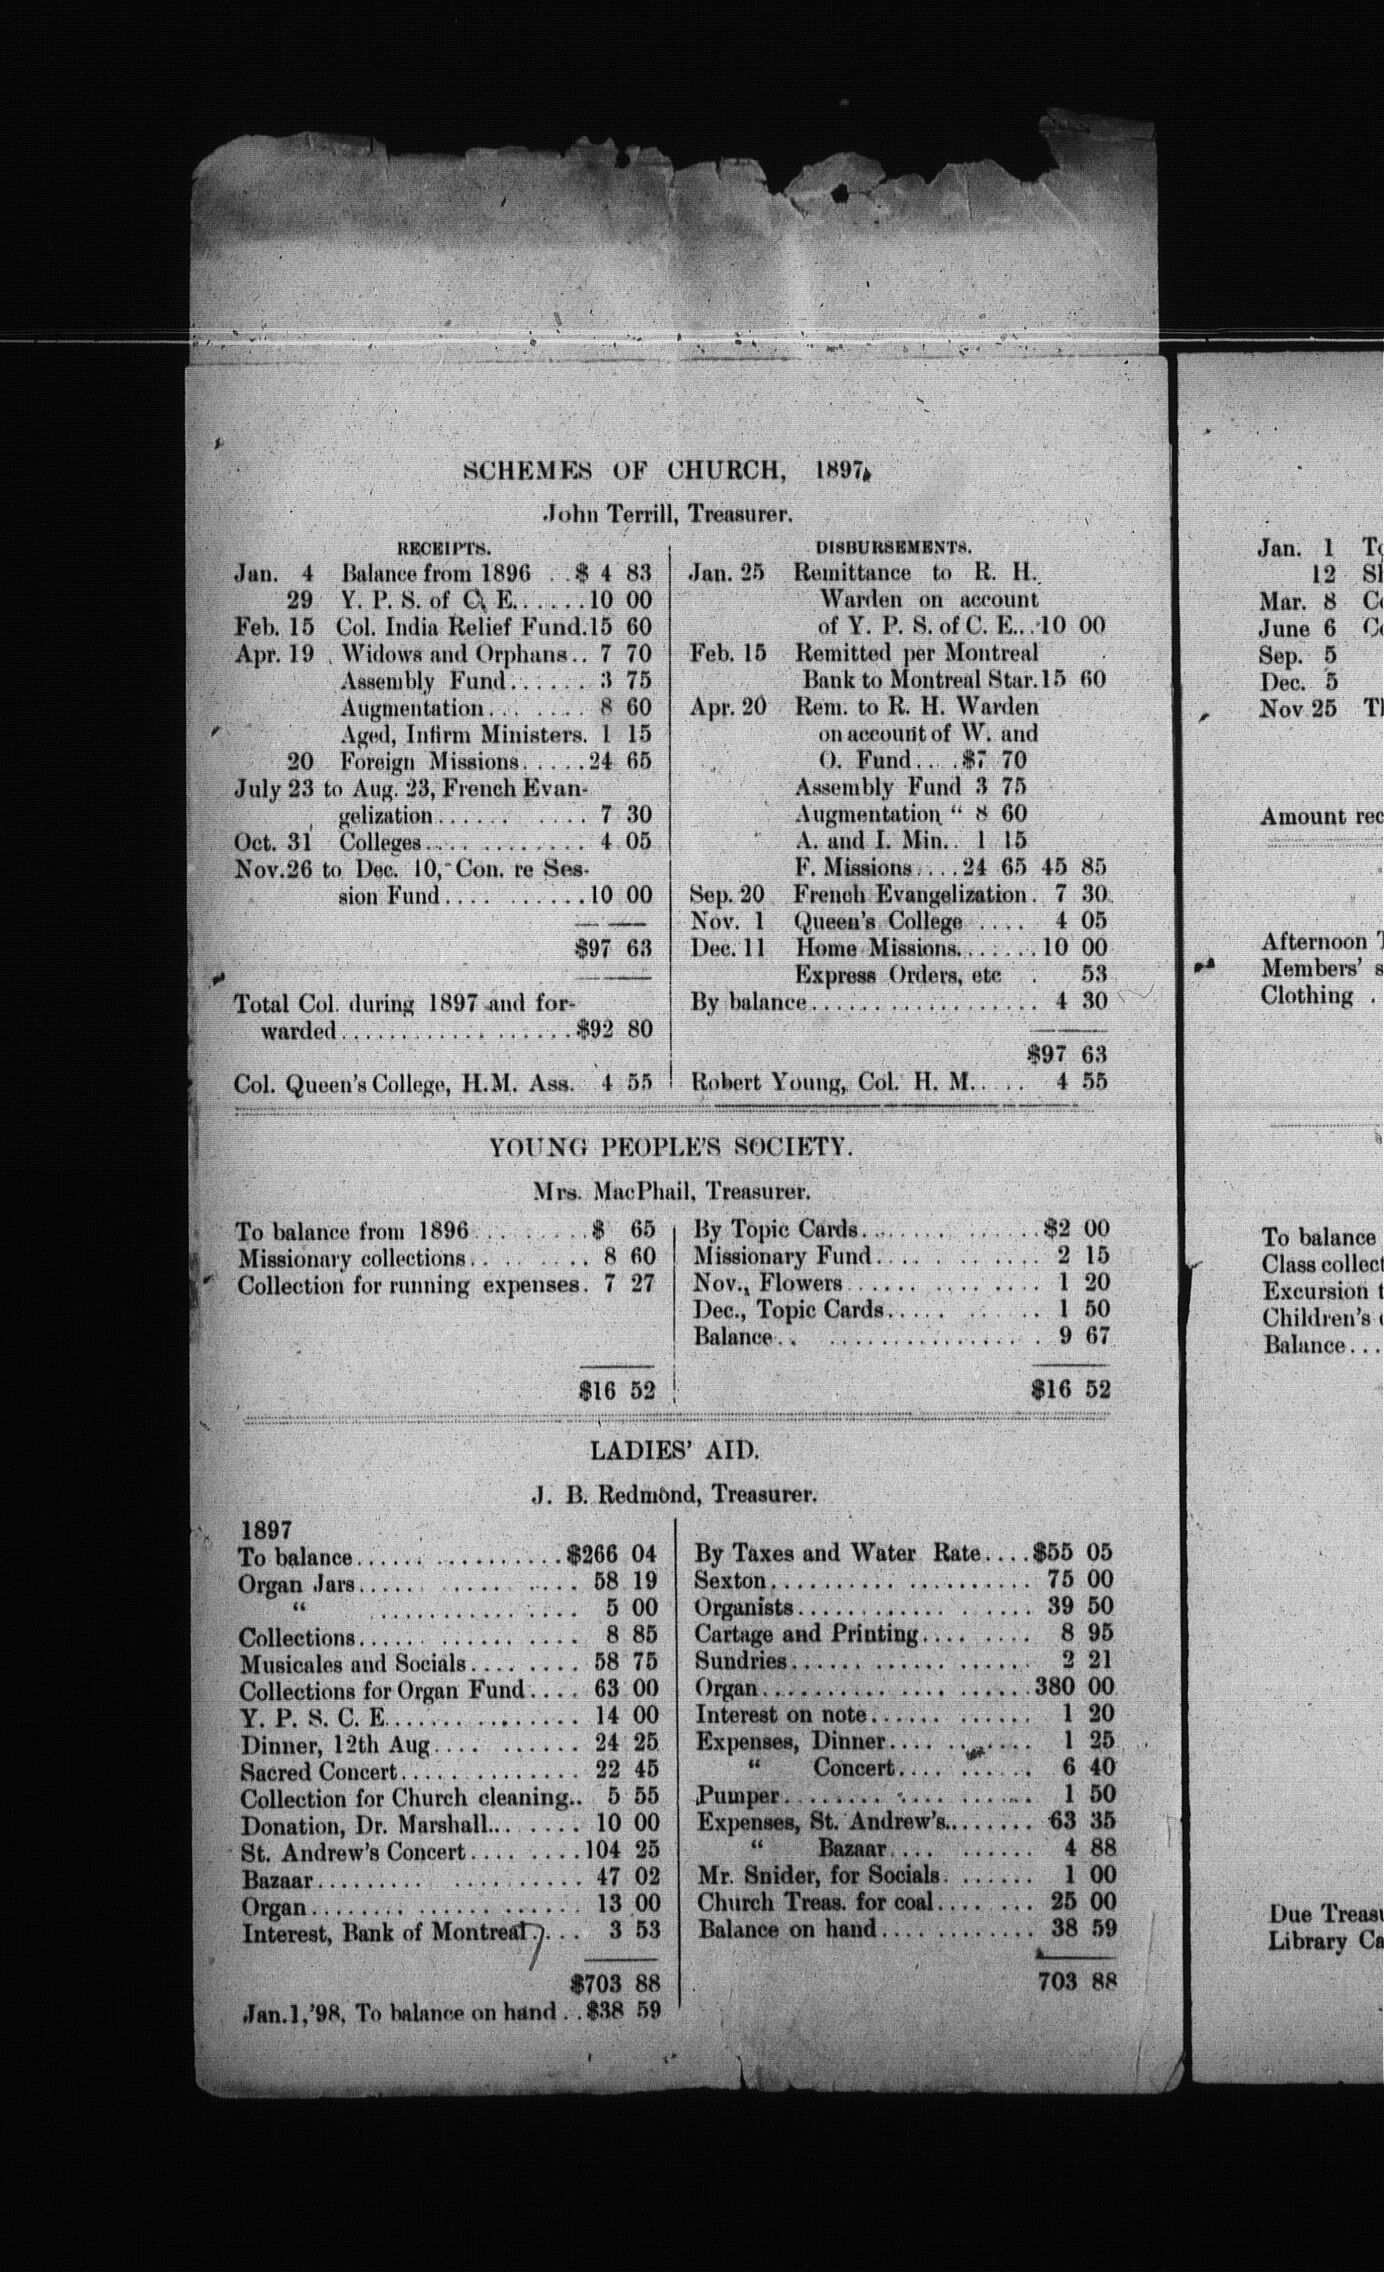 SCHEMES OF CHURCH, 1897.
John Terrill, Treasurer.
RECEIPTS.
Jan. 4 Balance from 1896 . . $ 4 83
29 Y. P. S. of C. E. . . . . . 10 00
Feb. 15 Col. India Relief Fund. 15 60
Apr. 19 Widows and Orphans . . 7 70
Assembly Fund . . . . . . 3 75
Augmentation . . . . . . . 8 60
Aged, Infirm Ministers. 1 15
20 Foreign Missions . . . . . 24 65
July 23 to Aug. 23, French Evan-
gelization . . . . . . . . . . 7 30
Oct. 31 Colleges . . . . . . . . . . . . 4 05
Nov. 26 to Dec. 10, Con. re Ses-
sion Fund . . . . . . . . . . 10 00
$97 63
Total Col. during 1897 and for-
warded . . . . . . . . . . . . . . . . . $92 80
Col. Queen's College, H.M. Ass. 4 55
DISBURSEMENTS.
Jan. 25 Remittance to R. H.
Warden on account
of Y. P. S. of C. E. . . 10 00
Feb. 15 Remitted per Montreal
Bank to Montreal Star. 15 60
Apr. 20 Rem. to R. H. Warden
on account of W. and
O. Fund . . . . $7 70
Assembly Fund 3 75
Augmentation " 8 60
A. and I. Min. . 1 15
F. Missions . . . . 24 65 45 85
Sep. 20 French Evangelization . 7 30
Nov. 1 Queen's College . . . . 4 05
Dec. 11 Home Missions. . . . . . . 10 00
Express Orders, etc . 53
By balance . . . . . . . . . . . . . . . . . 4 30
$97 63
Robert Young, Col. H. M. . . . . 4 55
YOUNG PEOPLE'S SOCIETY.
Mrs. MacPhail, Treasurer.
To balance from 1896 . . . . . . . . $ 65
Missionary collections . . . . . . . . . 8 60
Collection for running expenses . 7 27
$16 52
By Topic Cards . . . . . . . . . . . . . $2 00
Missionary Fund . . . . . . . . . . . . 2 15
Nov., Flowers . . . . . . . . . . . . . 1 20
Dec., Topic Cards . . . . . . . . . . . 1 50
Balance . . . . . . . . . . . . . . . . . . 9 67
$16 52
LADIES' AID.
J. B. Redmond, Treasurer.
1897
To balance . . . . . . . . . . . . . . . . $266 04
Organ Jars . . . . . . . . . . . . . . . 58 19
" . . . . . . . . . . . . . . . 5 00
Collections . . . . . . . . . . . . . . . . 8 85
Musicales and Socials . . . . . . . . 58 75
Collections for Organ Fund . . . . 63 00
Y. P. S. C. E. . . . . . . . . . . . . . . 14 00
Dinner, 12th Aug . . . . . . . . . . 24 25
Sacred Concert . . . . . . . . . . . . . 22 45
Collection for Church cleaning . . 5 55
Donation, Dr. Marshall . . . . . . . 10 00
St. Andrew's Concert . . . . . . . . 104 25
Bazaar . . . . . . . . . . . . . . . . . . 47 02
Organ . . . . . . . . . . . . . . . . . . . 13 00
Interest, Bank of Montreal . . . . 3 53
$703 88
Jan. 1, '98, To balance on hand . . $38 59
By Taxes and Water Rate . . . . $55 05
Sexton . . . . . . . . . . . . . . . . . . . 75 00
Organists . . . . . . . . . . . . . . . . . 39 50
Cartage and Printing . . . . . . . . 8 95
Sundries . . . . . . . . . . . . . . . . . . 2 21
Organ . . . . . . . . . . . . . . . . . . . 380 00
Interest on note . . . . . . . . . . . . 1 20
Expenses, Dinner . . . . . . . . . . . 1 25
" Concert . . . . . . . . . . 6 40
Pumper . . . . . . . . . . . . . . . . . . 1 50
Expenses, St. Andrew's . . . . . . . 63 35
" Bazaar . . . . . . . . . . 4 88
Mr. Snider, for Socials . . . . . . . 1 00
Church Treas. for coal . . . . . . . 25 00
Balance on hand . . . . . . . . . . . . 38 59
703 88
Jan. 1
12
Mar. 8
June 6
Sep. 5
Dec. 5
Nov 25
Amount
Afternoon
Members'
Clothing .
To balance
Class
Excursion
Children's
Balance . . .
Due
Library